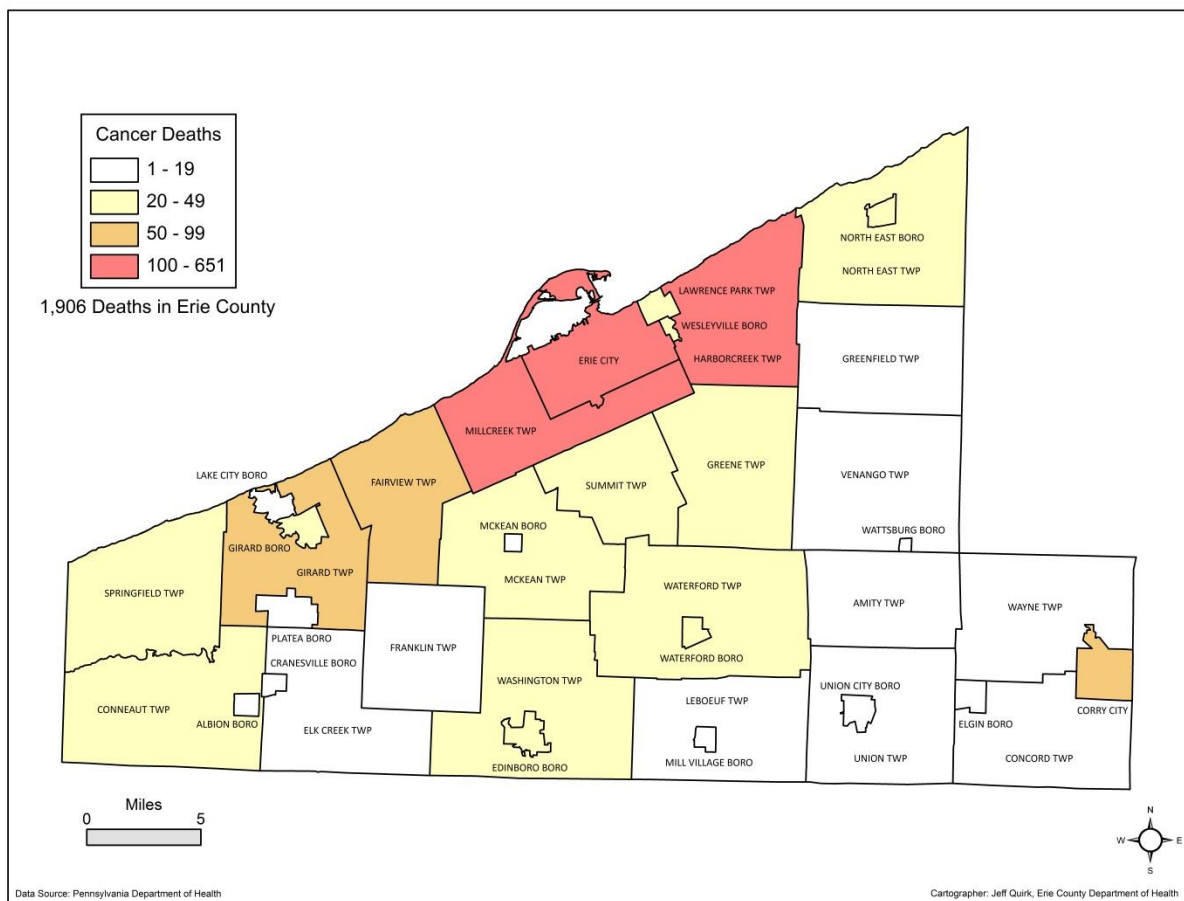 Cancer Deaths
1 - 19
20 - 49
50 - 99
100 - 651
1,906 Deaths in Erie County
NORTH EAST BORO
NORTH EAST TWP
LAWRENCE PARK TWP
WESLEYVILLE BORO
HARBORCREEK TWP
ERIE CITY
GREENFIELD TWP
MILLCREEK TWP
LAKE CITY BORO
FAIRVIEW TWP
SUMMIT TWP
GREENE TWP
VENANGO TWP
MCKEAN BORO
WATTSBURG BORO
GIRARD BORO
GIRARD TWP
MCKEAN TWP
WATERFORD TWP
SPRINGFIELD TWP
AMITY TWP
WAYNE TWP
PLATEA BORO
FRANKLIN TWP
WATERFORD BORO
CRANESVILLE BORO
WASHINGTON TWP
LEBOEUF TWP
UNION CITY BORO
CONNEAUT TWP
ALBION BORO
ELK CREEK TWP
ELGIN BORO
CORRY CITY
EDINBORO BORO
MILL VILLAGE BORO
UNION TWP
CONCORD TWP
Miles
0 5
N
W E
S
Data Source: Pennsylvania Department of Health
Cartographer: Jeff Quirk, Erie County Department of Health